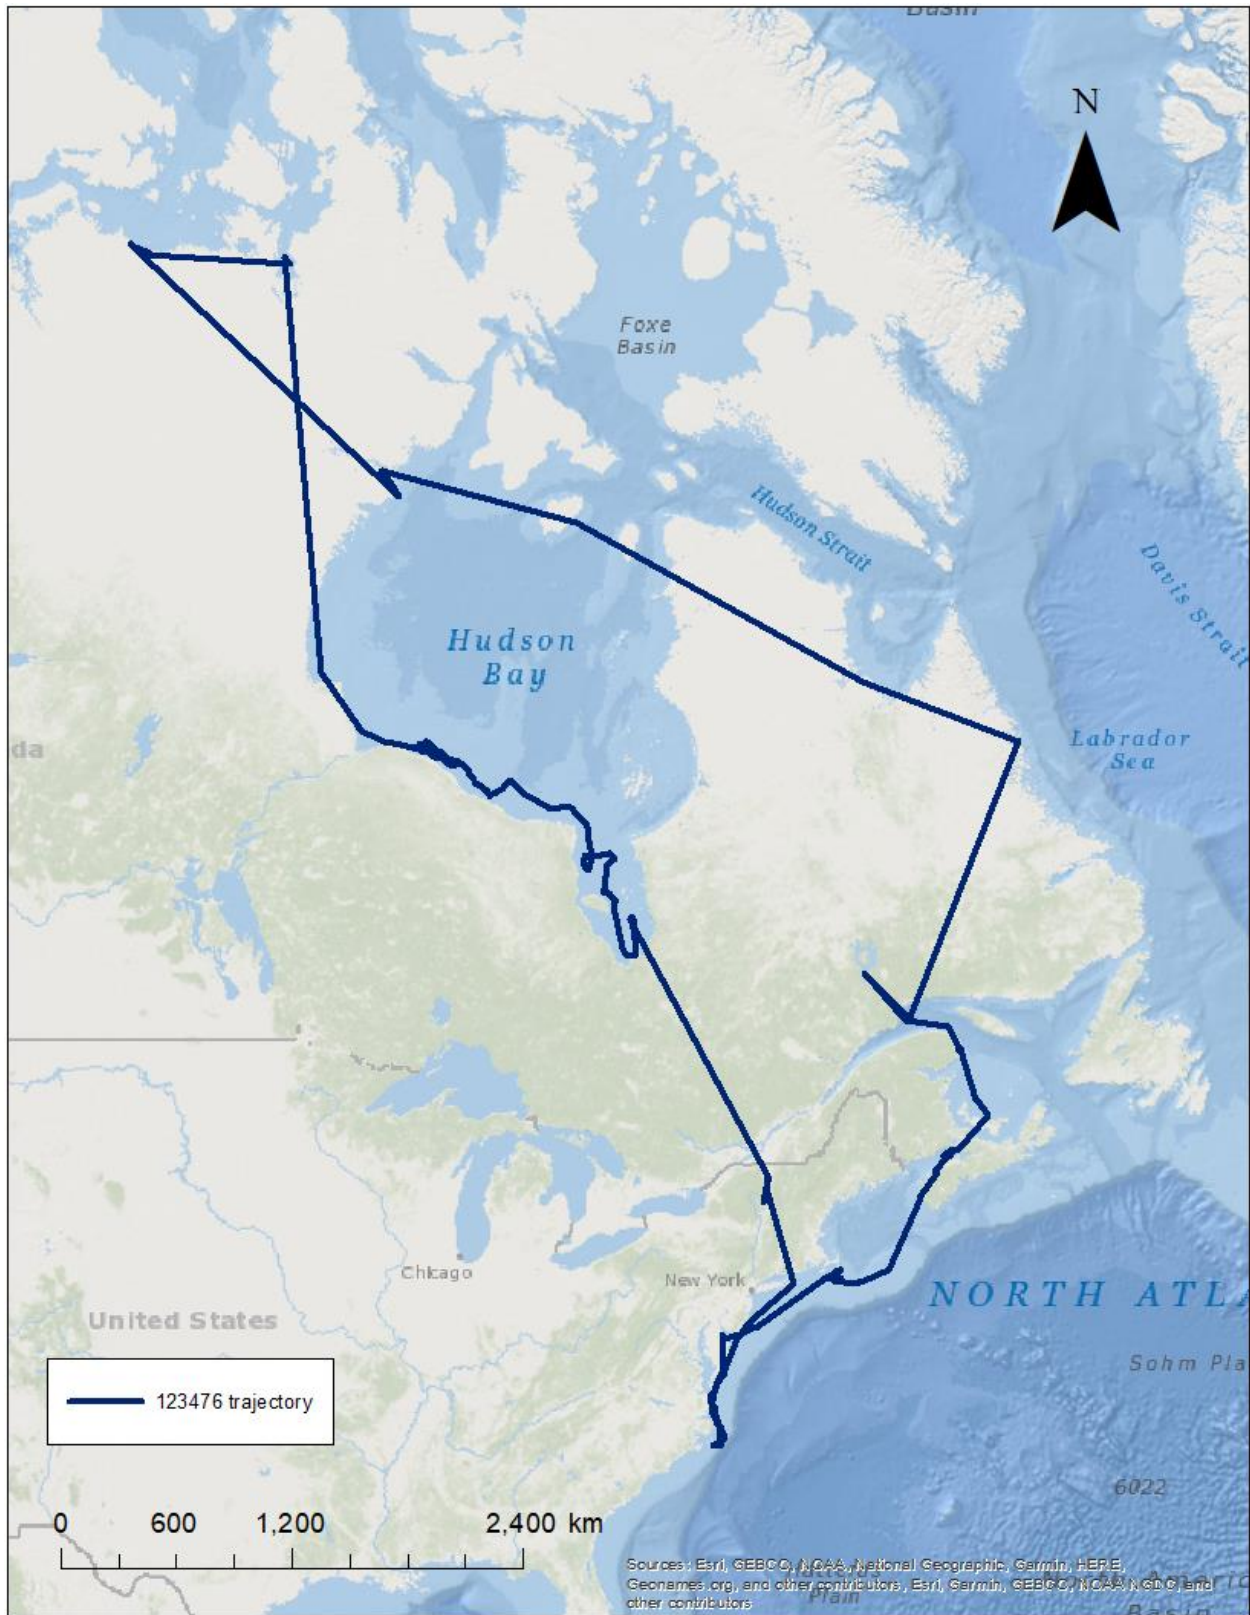 Basin
N
Foxe
Basin
Hudson Strait
Davis Strait
Hudson
Bay
Labrador
Sea
da
Chicago
New York
NORTH ATLA
United States
Sohm Pla
123476 trajectory
6022
0 600 1,200 2,400 km
Sources: Esri, GEBCO, NOAA, National Geographic, Garmin, HERE,
Geonames.org, and other contributors, Esri, Garmin, GEBCO, NOAA NGDC, and
other contributors
Plain
Basin